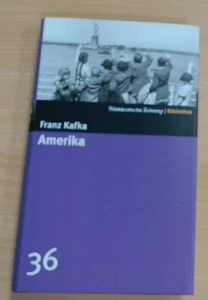 Süddeutsche Zeitung | Bibliothek
Franz Kafka
Amerika
36